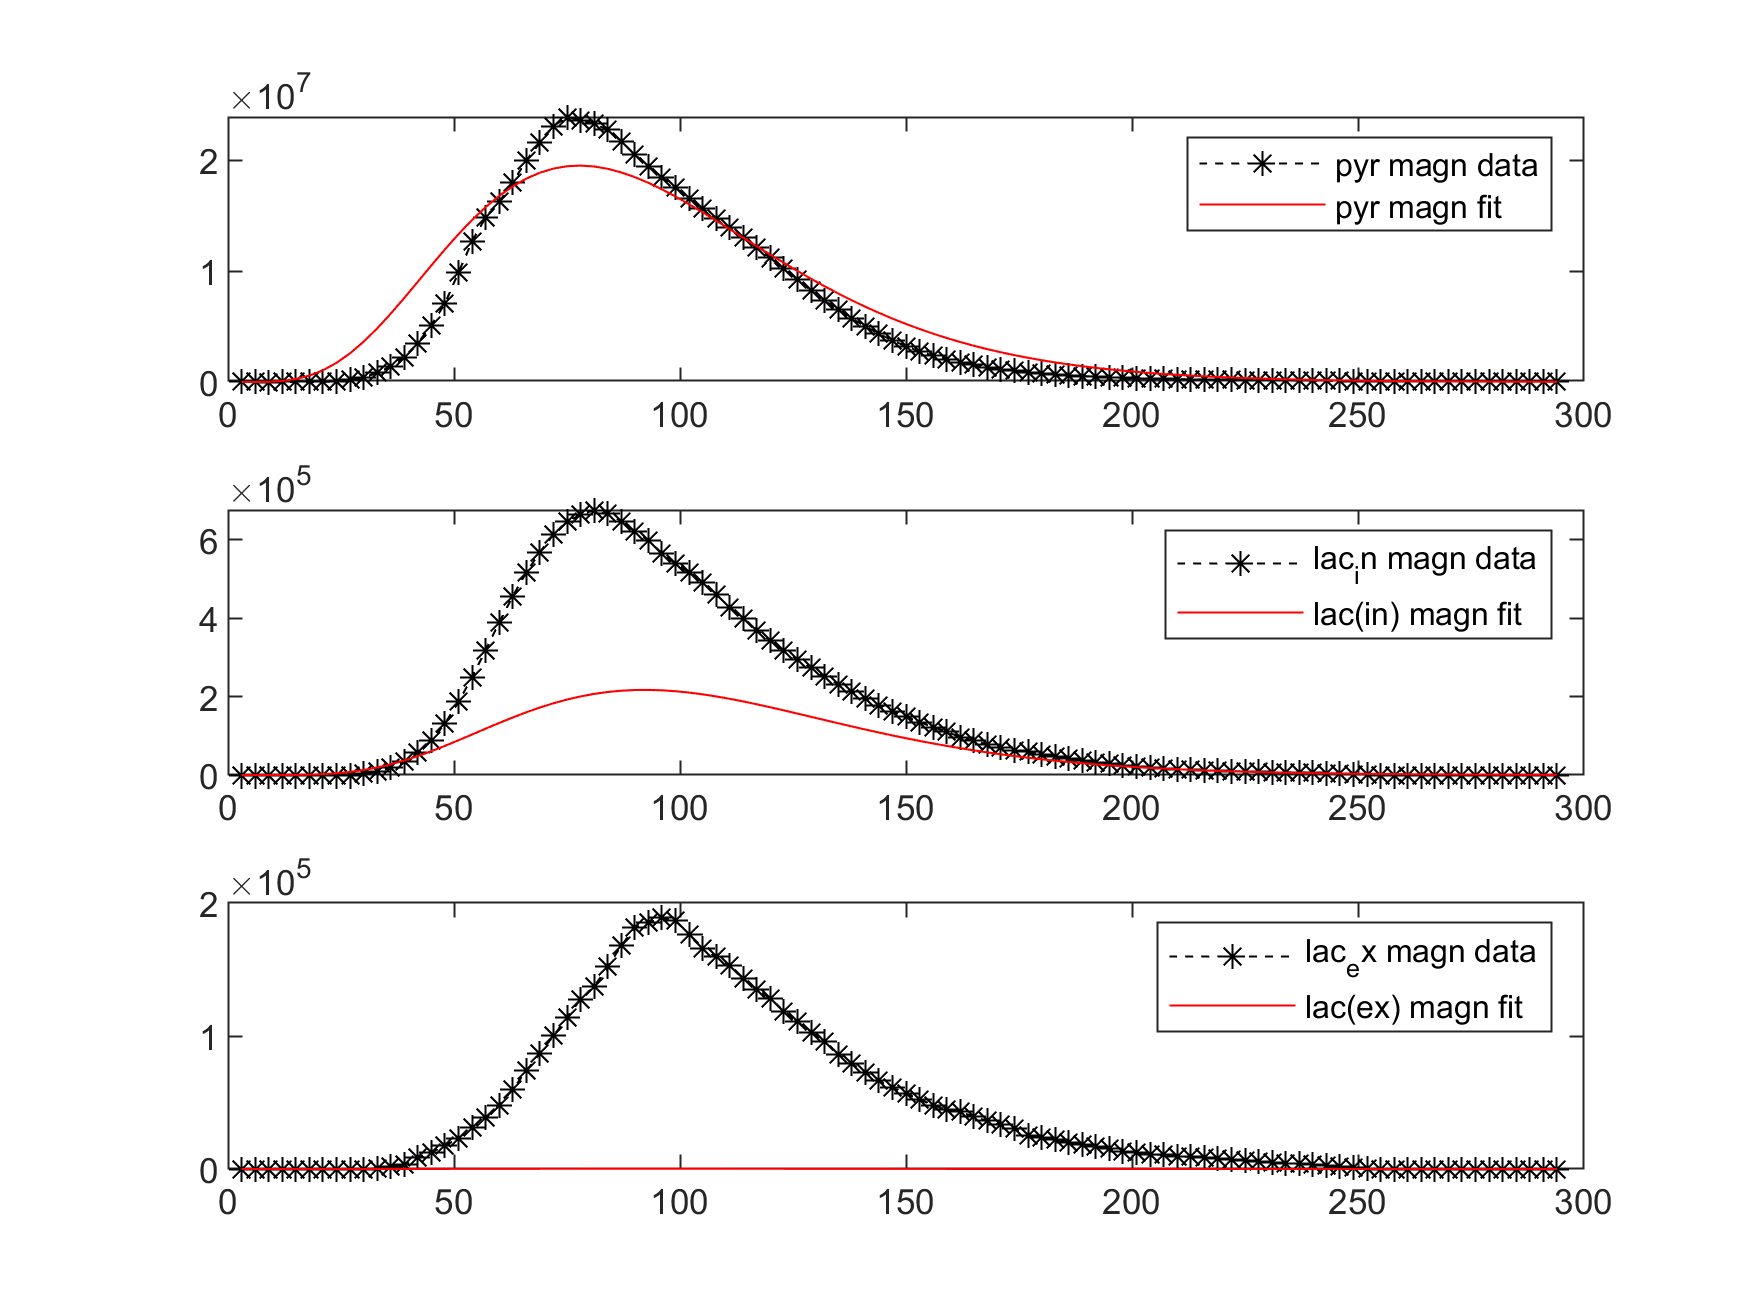 ×10^7
2
1
0
0 50 100 150 200 250 300
pyr magn data
pyr magn fit
×10^5
6
4
2
0
0 50 100 150 200 250 300
lac_in magn data
lac(in) magn fit
×10^5
2
1
0
0 50 100 150 200 250 300
lac_ex magn data
lac(ex) magn fit